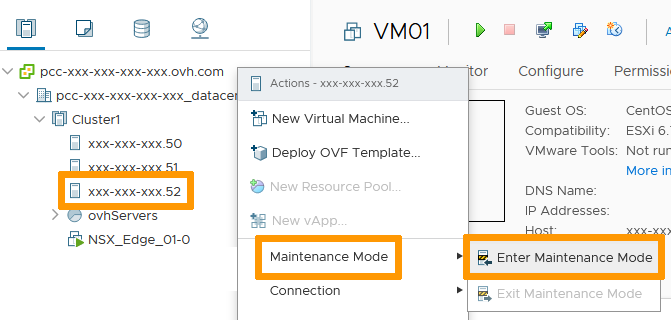 VM01
pcc-xxx-xxx-xxx-xxx.ovh.com
pcc-xxx-xxx-xxx-xxx_datacen
Cluster1
xxx-xxx-xxx.50
xxx-xxx-xxx.51
xxx-xxx-xxx.52
ovhServers
NSX_Edge_01-0
Actions - xxx-xxx-xxx.52
New Virtual Machine...
Deploy OVF Template...
New Resource Pool...
New vApp...
Maintenance Mode
Connection
Enter Maintenance Mode
Exit Maintenance Mode
Monitor
Configure
Permissio
Guest OS:
CentOS
Compatibility:
ESXi 6.7
VMware Tools:
Not run
More in
DNS Name:
IP Addresses:
Host:
xxx-xx